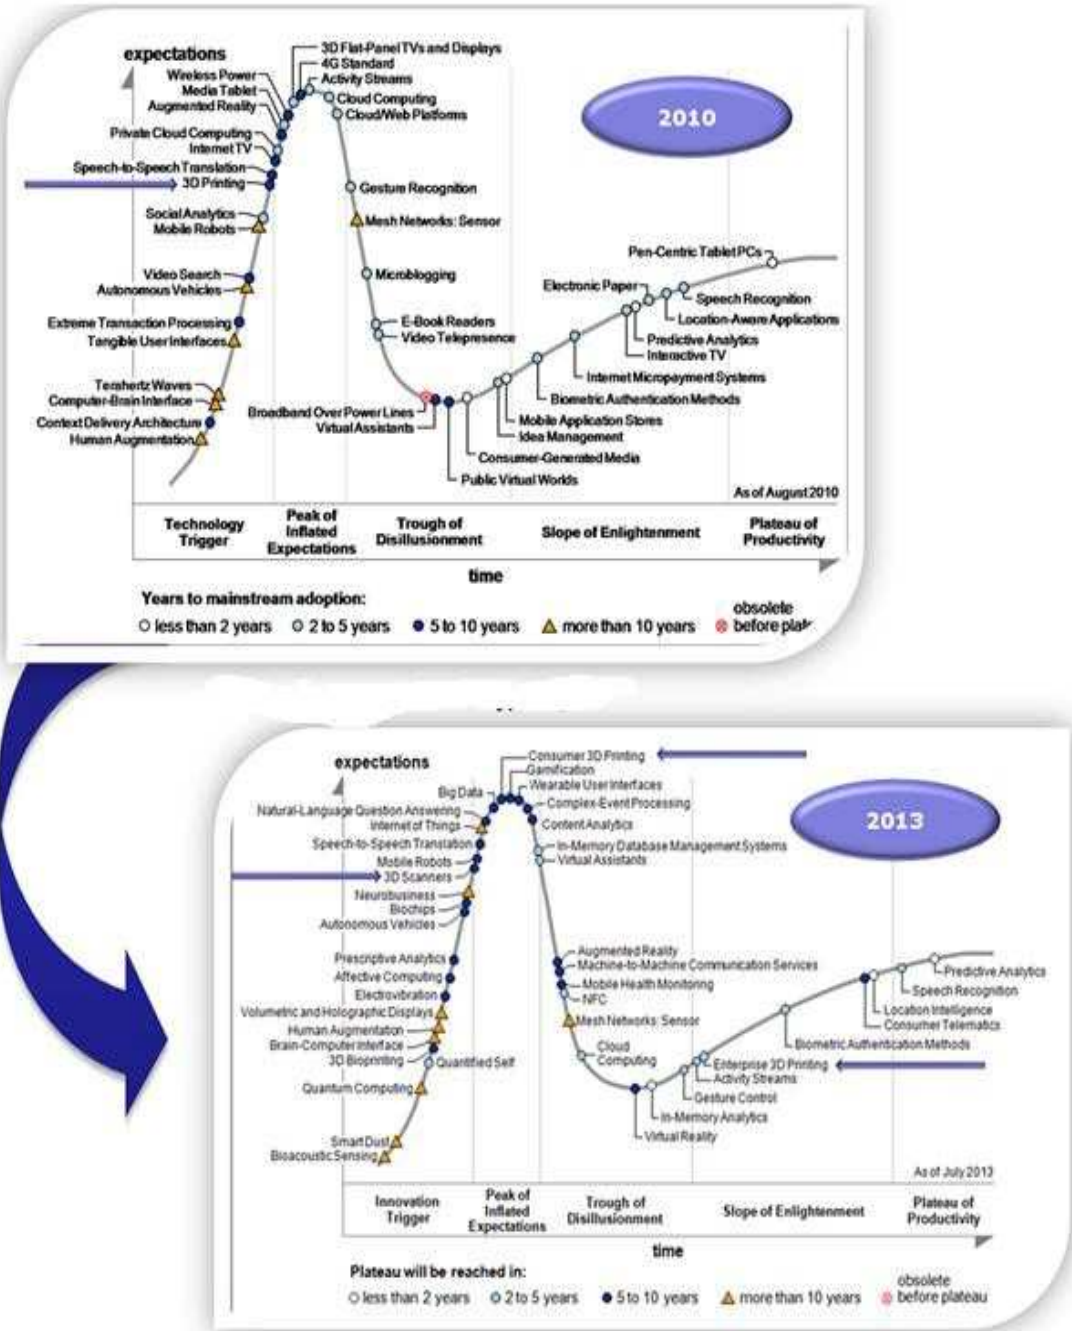 expectations
2010
3D Flat-Panel TVs and Displays
4G Standard
Activity Streams
Wireless Power
Media Tablet
Augmented Reality
Cloud Computing
Cloud/Web Platforms
Private Cloud Computing
Internet TV
Speech-to-Speech Translation
3D Printing
Gesture Recognition
Social Analytics
Mobile Robots
Mesh Networks: Sensor
Video Search
Autonomous Vehicles
Microblogging
Extreme Transaction Processing
Tangible User Interfaces
E-Book Readers
Video Telepresence
Terahertz Waves
Computer-Brain Interface
Context Delivery Architecture
Human Augmentation
Broadband Over Power Lines
Virtual Assistants
Pen-Centric Tablet PCs
Electronic Paper
Speech Recognition
Location-Aware Applications
Predictive Analytics
Interactive TV
Internet Micropayment Systems
Biometric Authentication Methods
Mobile Application Stores
Idea Management
Consumer-Generated Media
Public Virtual Worlds
As of August 2010
Technology
Trigger
Peak of
Inflated
Expectations
Trough of
Disillusionment
Slope of Enlightenment
Plateau of
Productivity
time
Years to mainstream adoption:
less than 2 years
2 to 5 years
5 to 10 years
more than 10 years
obsolete
before plat
expectations
2013
Consumer 3D Printing
Gamification
Wearable User Interfaces
Big Data
Complex-Event Processing
Natural-Language Question Answering
Internet of Things
Content Analytics
Speech-to-Speech Translation
In-Memory Database Management Systems
Virtual Assistants
Mobile Robots
3D Scanners
Neurobusiness
Biochips
Autonomous Vehicles
Augmented Reality
Machine-to-Machine Communication Services
Mobile Health Monitoring
NFC
Prescriptive Analytics
Affective Computing
Electrovibration
Volumetric and Holographic Displays
Human Augmentation
Brain-Computer Interface
3D Bioprinting
Quantified Self
Mesh Networks: Sensor
Cloud
Computing
Quantum Computing
Smart Dust
Bioacoustic Sensing
Predictive Analytics
Speech Recognition
Location Intelligence
Consumer Telematics
Biometric Authentication Methods
Enterprise 3D Printing
Activity Streams
Gesture Control
In-Memory Analytics
Virtual Reality
As of July 2013
Innovation
Trigger
Peak of
Inflated
Expectations
Trough of
Disillusionment
Slope of Enlightenment
Plateau of
Productivity
time
Plateau will be reached in:
less than 2 years
2 to 5 years
5 to 10 years
more than 10 years
obsolete
before plateau